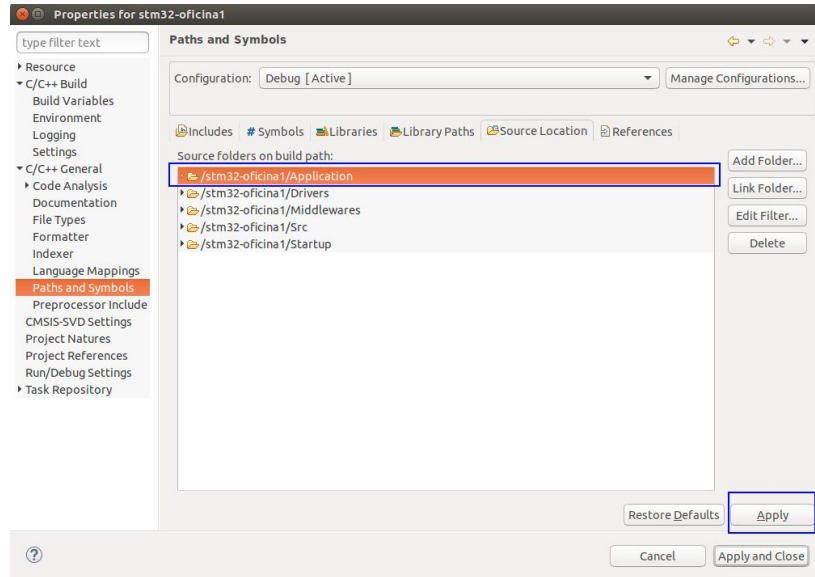 Properties for stm32-oficina1
type filter text
Resource
C/C++ Build
Build Variables
Environment
Logging
Settings
C/C++ General
Code Analysis
Documentation
File Types
Formatter
Indexer
Language Mappings
Paths and Symbols
Preprocessor Include
CMSIS-SVD Settings
Project Natures
Project References
Run/Debug Settings
Task Repository
Paths and Symbols
Configuration: Debug [ Active ] Manage Configurations...
Includes # Symbols Libraries Library Paths Source Location References
Source folders on build path:
/stm32-oficina1/Application
/stm32-oficina1/Drivers
/stm32-oficina1/Middlewares
/stm32-oficina1/Src
/stm32-oficina1/Startup
Add Folder...
Link Folder...
Edit Filter...
Delete
Restore Defaults Apply
? Cancel Apply and Close